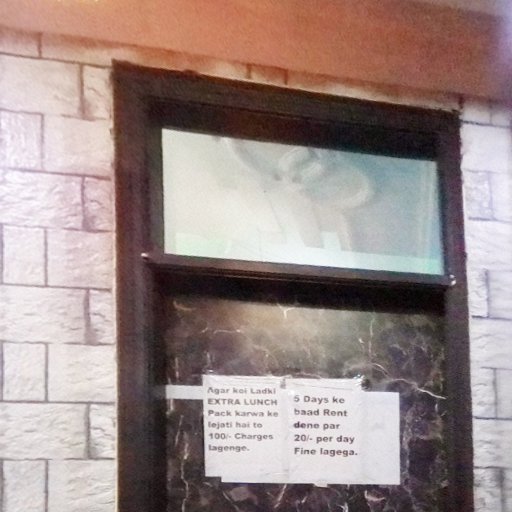 Agar koi Ladki
EXTRA LUNCH
Pack karwa ke
lejati hai to
100/- Charges
lagenge.
5 Days ke
baad Rent
dene par
20/- per day
Fine lagega.